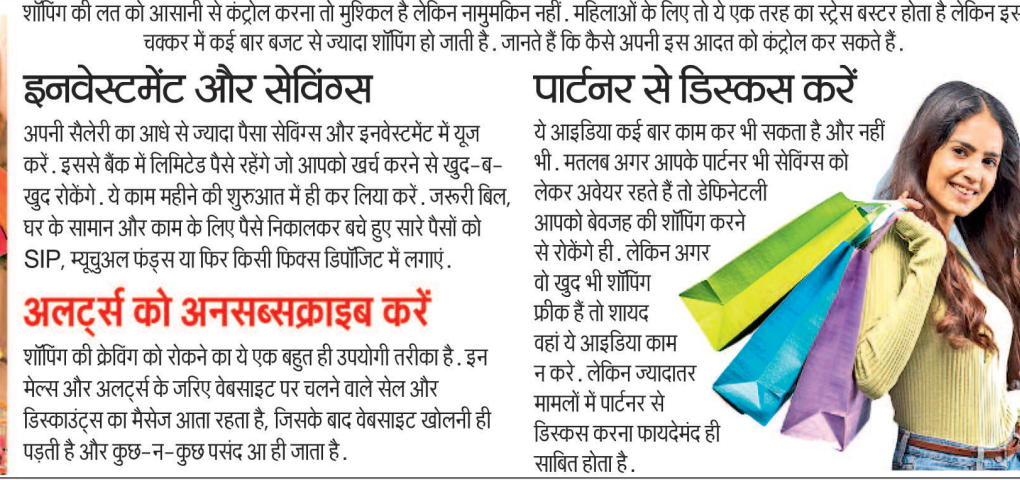 शॉपिंग की लत को आसानी से कंट्रोल करना तो मुश्किल है लेकिन नामुमकिन नहीं. महिलाओं के लिए तो ये एक तरह का स्ट्रेस बस्टर होता है लेकिन इस
चक्कर में कई बार बजट से ज्यादा शॉपिंग हो जाती है. जानते हैं कि कैसे अपनी इस आदत को कंट्रोल कर सकते हैं.
इनवेस्टमेंट और सेविंग्स
अपनी सैलेरी का आधे से ज्यादा पैसा सेविंग्स और इनवेस्टमेंट में यूज
करें. इससे बैंक में लिमिटेड पैसे रहेंगे जो आपको खर्च करने से खुद-ब-
खुद रोकेंगे. ये काम महीने की शुरुआत में ही कर लिया करें. जरूरी बिल,
घर के सामान और काम के लिए पैसे निकालकर बचे हुए सारे पैसों को
SIP, म्यूचुअल फंड्स या फिर किसी फिक्स डिपॉजिट में लगाएं.
अलर्ट्स को अनसब्सक्राइब करें
शॉपिंग की क्रेविंग को रोकने का ये एक बहुत ही उपयोगी तरीका है. इन
मेल्स और अलर्ट्स के जरिए वेबसाइट पर चलने वाले सेल और
डिस्काउंट्स का मैसेज आता रहता है, जिसके बाद वेबसाइट खोलनी ही
पड़ती है और कुछ-न-कुछ पसंद आ ही जाता है.
पार्टनर से डिस्कस करें
ये आइडिया कई बार काम कर भी सकता है और नहीं
भी. मतलब अगर आपके पार्टनर भी सेविंग्स को
लेकर अवेयर रहते हैं तो डेफिनेटली
आपको बेवजह की शॉपिंग करने
से रोकेंगे ही. लेकिन अगर
वो खुद भी शॉपिंग
फ्रीक हैं तो शायद
वहां ये आइडिया काम
न करे. लेकिन ज्यादातर
मामलों में पार्टनर से
डिस्कस करना फायदेमंद ही
साबित होता है.